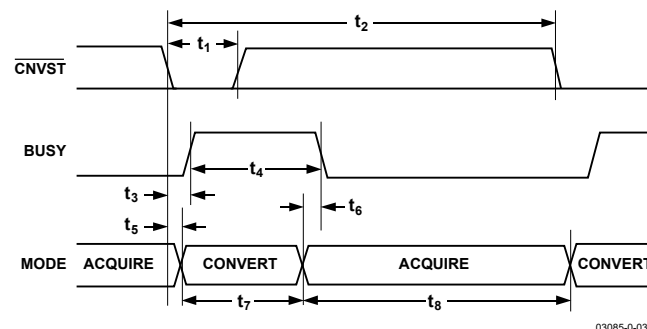 t2
t1
CNVST
BUSY
t4
t3
t6
t5
MODE ACQUIRE CONVERT ACQUIRE CONVERT
t7 t8
03085-0-03